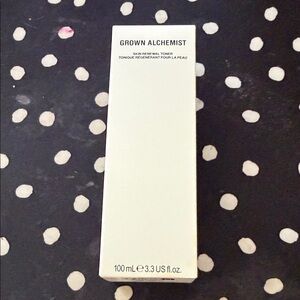 GROWN ALCHEMIST
SKIN RENEWAL TONER
TONIQUE RÉGÉNÉRANT POUR LA PEAU
100 mL ℮ 3.3 US fl.oz.